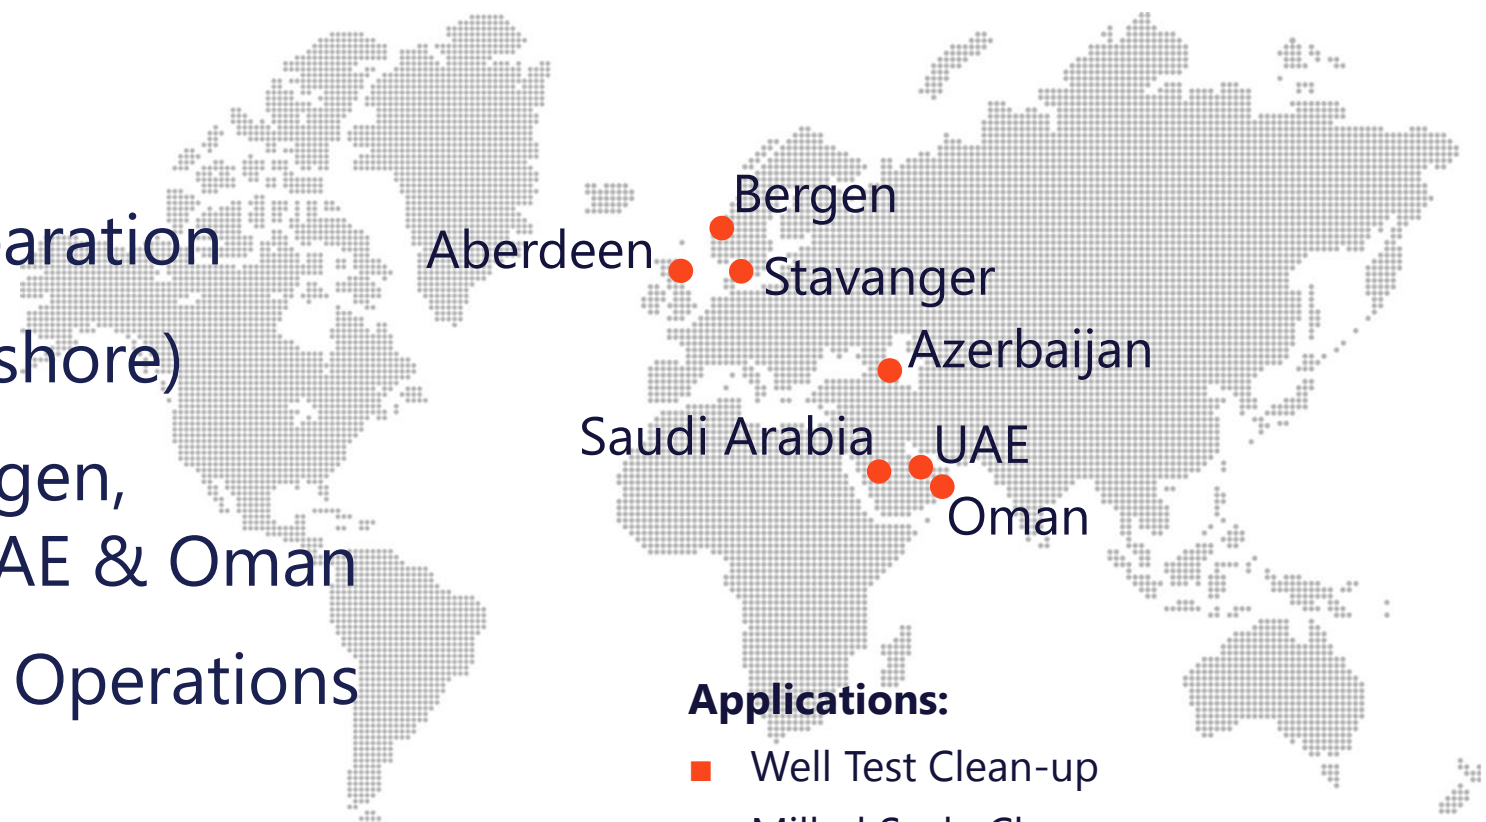 aration
shore)
gen,
AE & Oman
Operations
Bergen
Aberdeen
Stavanger
Azerbaijan
Saudi Arabia
UAE
Oman
Applications:
Well Test Clean-up